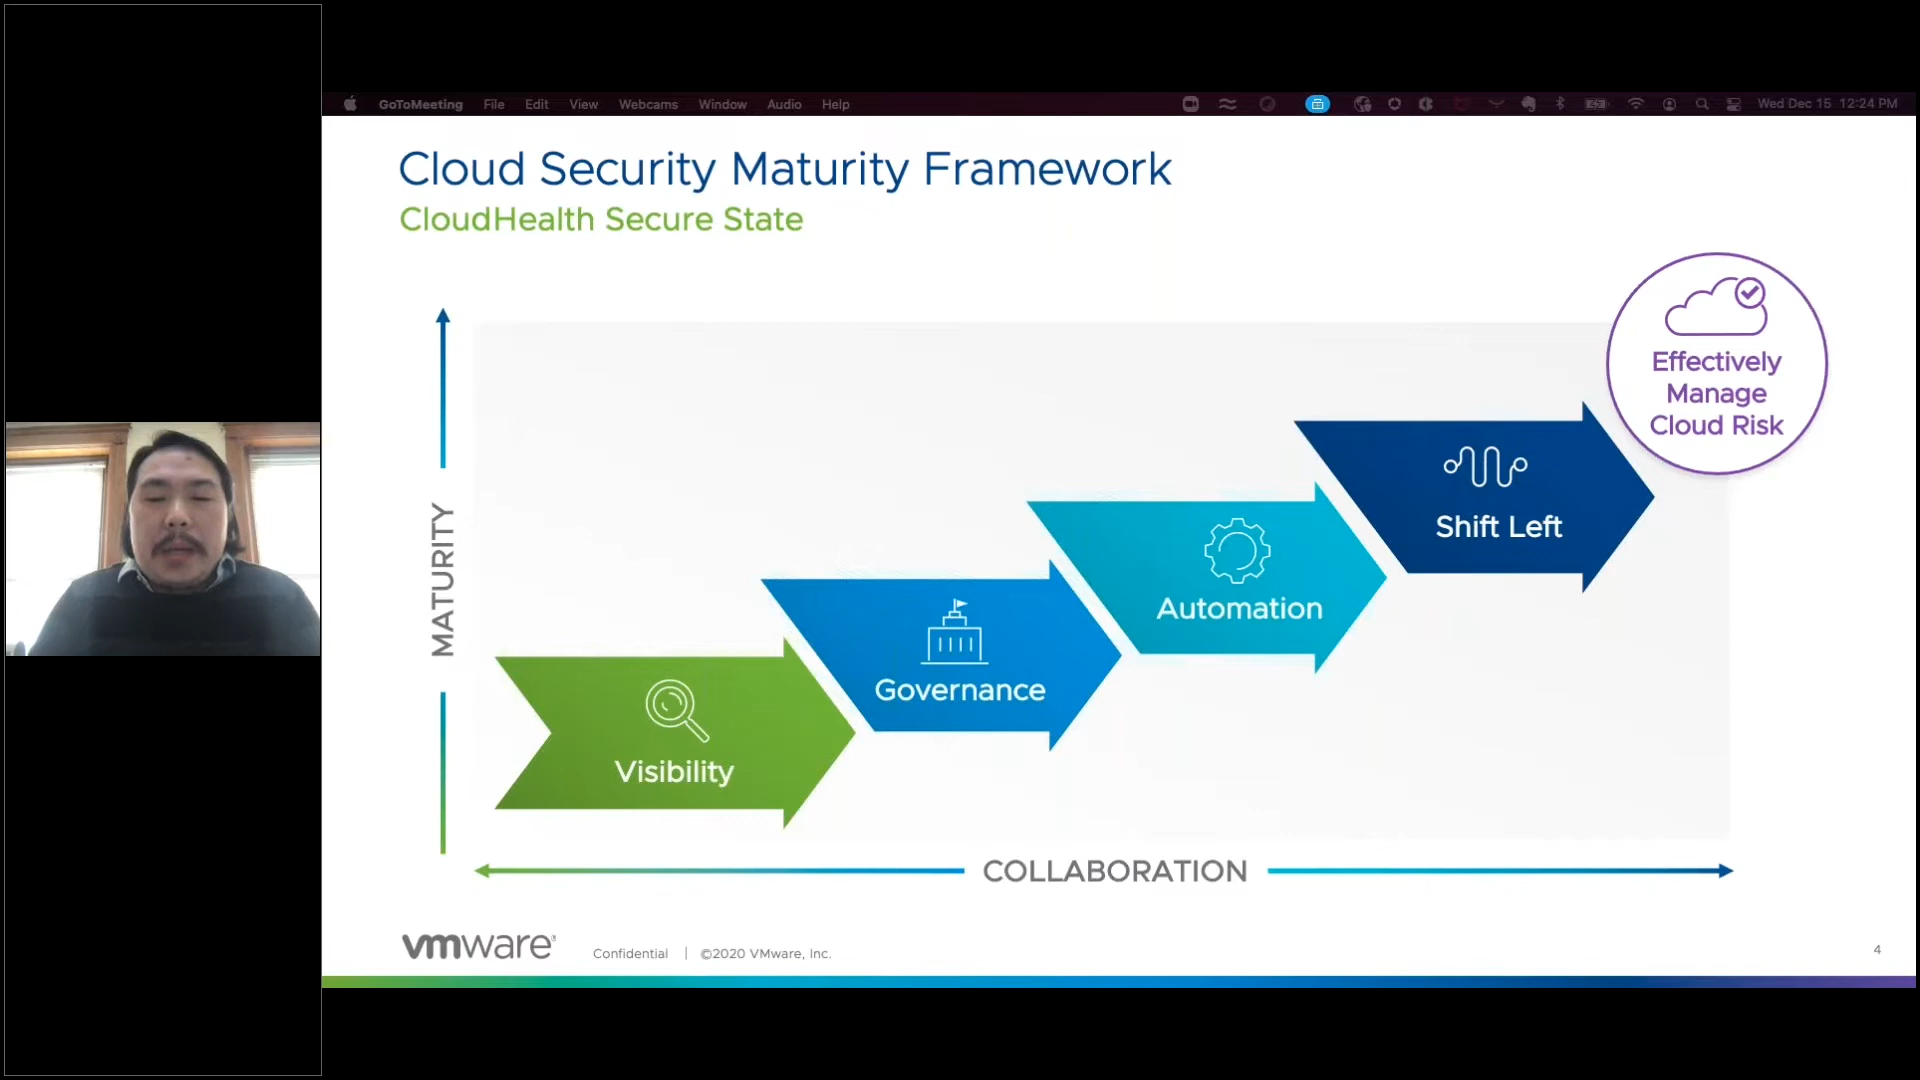 GoToMeeting File Edit View Webcams Window Audio Help Wed Dec 15 12:24 PM
Cloud Security Maturity Framework
CloudHealth Secure State
Effectively
Manage
Cloud Risk
Shift Left
Automation
Governance
Visibility
MATURITY
COLLABORATION
vmware Confidential | ©2020 VMware, Inc.
4